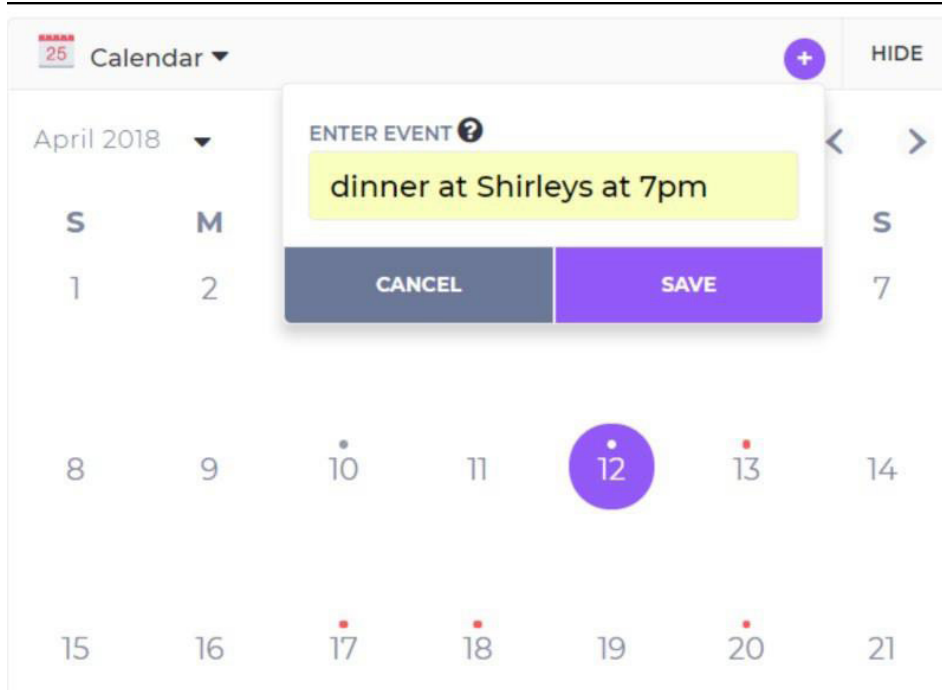 25 Calendar + HIDE
April 2018 ENTER EVENT ? < >
dinner at Shirleys at 7pm
S M S
CANCEL SAVE
1 2 7
8 9 10 11 12 13 14
15 16 17 18 19 20 21